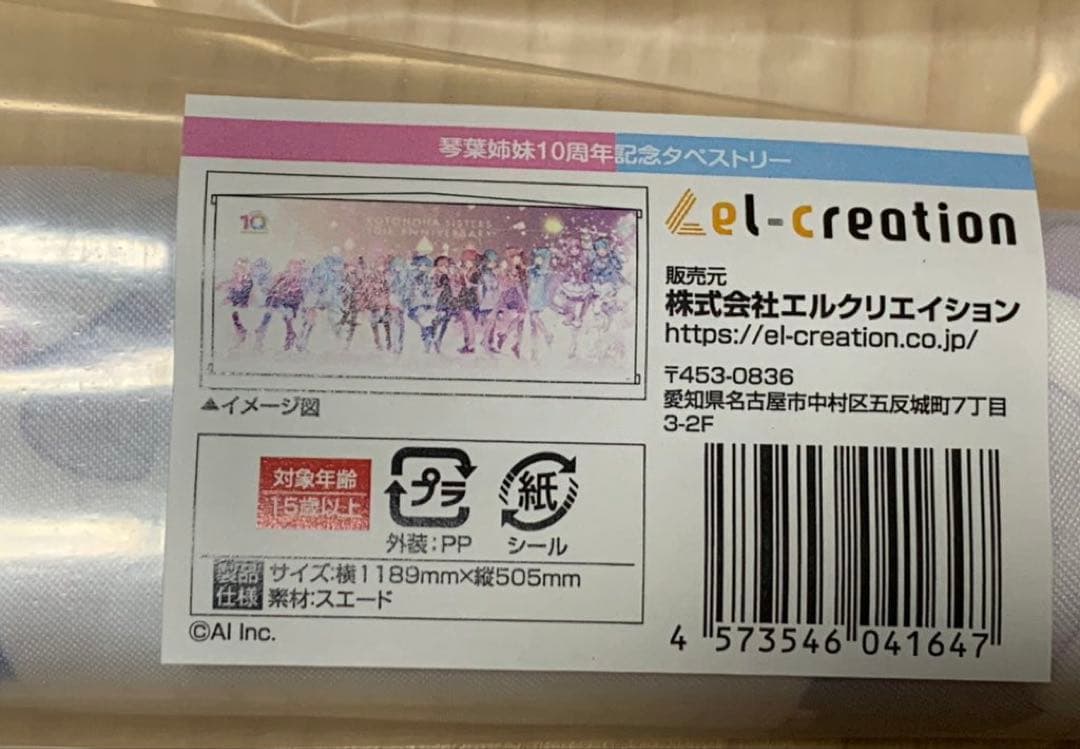 琴葉姉妹10周年記念タペストリー
10
KOTONOHA SISTERS
10th ANNIVERSARY
▲イメージ図
el-creation
販売元
株式会社エルクリエイション
https://el-creation.co.jp/
〒453-0836
愛知県名古屋市中村区五反城町7丁目
3-2F
対象年齢
15歳以上
プラ
外装:PP
紙
シール
製品
仕様
サイズ:横1189mm×縦505mm
素材:スエード
©AI Inc.
4 573546 041647